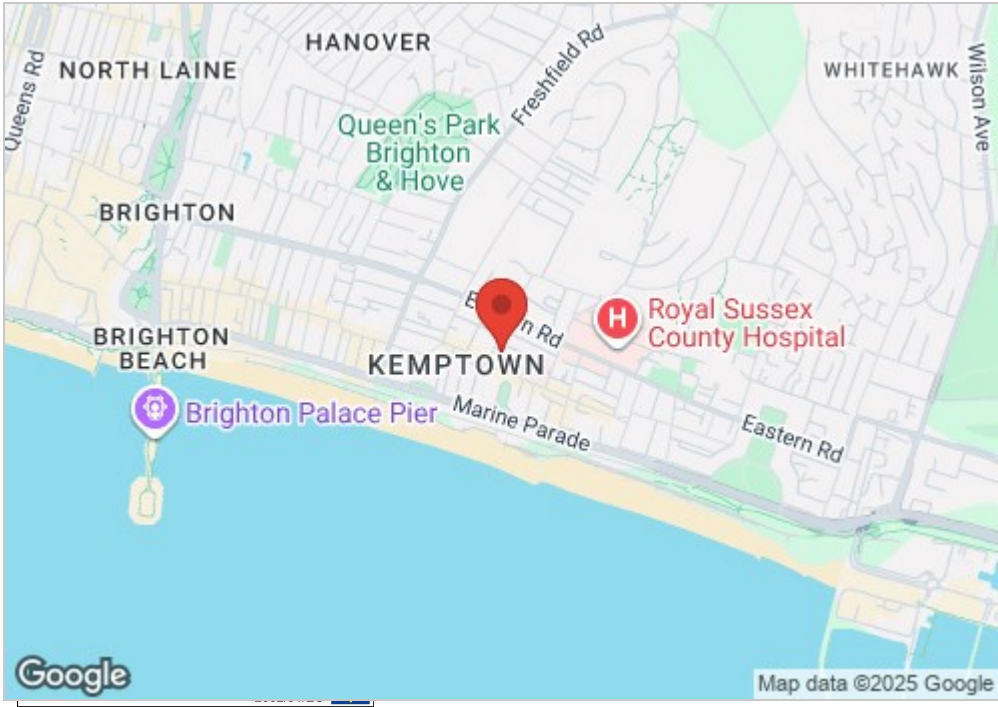 HANOVER
NORTH LAINE
Queens Rd
Freshfield Rd
WHITEHAWK
Wilson Ave
Queen's Park
Brighton
& Hove
BRIGHTON
Royal Sussex
County Hospital
H
Rd
BRIGHTON
BEACH
KEMPTOWN
Brighton Palace Pier
Marine Parade
Eastern Rd
Google
Map data ©2025 Google